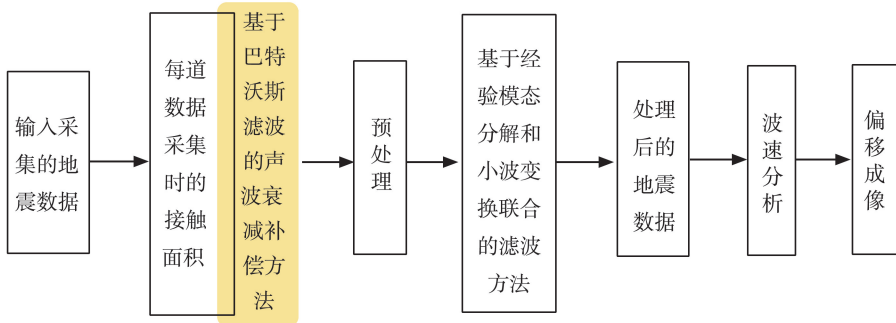 输入采
集的地
震数据
每道
数据
采集
时的
接触
面积
基于
巴特
沃斯
滤波
的声
波衰
减补
偿方
法
预
处
理
基于经
验模态
分解和
小波变
换联合
的滤波
方法
处理
后的
地震
数据
波
速
分
析
偏
移
成
像